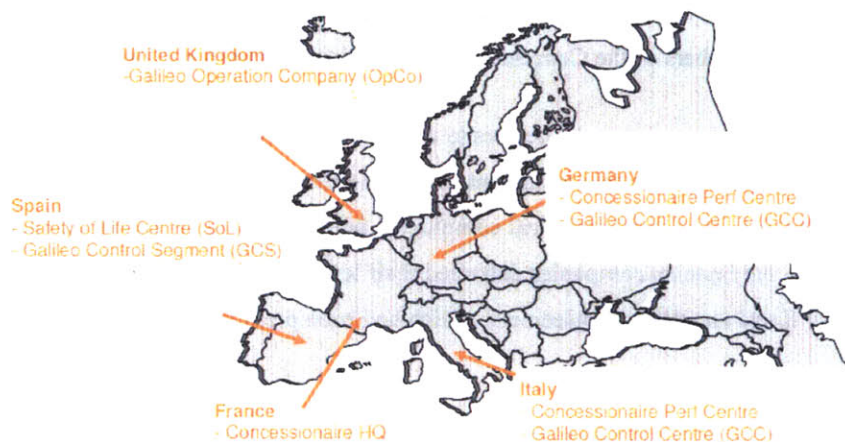 United Kingdom
-Galileo Operation Company (OpCo)
Germany
- Concessionaire Perf Centre
- Galileo Control Centre (GCC)
Spain
- Safety of Life Centre (SoL)
- Galileo Control Segment (GCS)
France
- Concessionaire HQ
Italy
Concessionaire Perf Centre
- Galileo Control Centre (GCC)